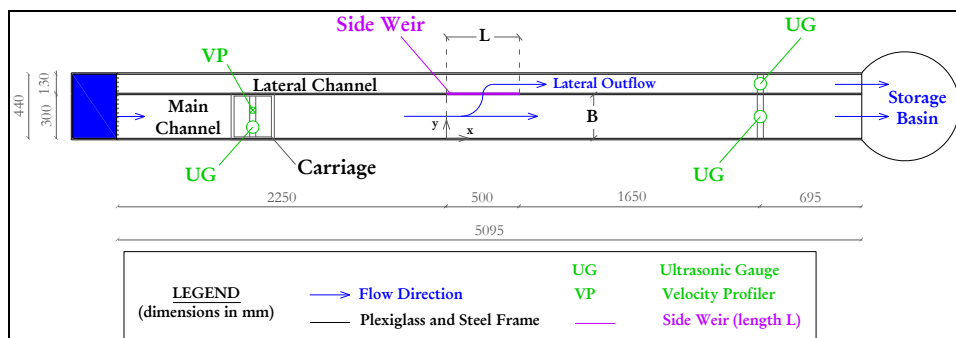 Side Weir
L
UG
VP
Lateral Channel
Lateral Outflow
130
440
300
Main
Channel
y
x
B
Storage
Basin
UG
Carriage
UG
2250
500
1650
695
5095
LEGEND
(dimensions in mm)
Flow Direction
Plexiglass and Steel Frame
UG
Ultrasonic Gauge
VP
Velocity Profiler
Side Weir (length L)